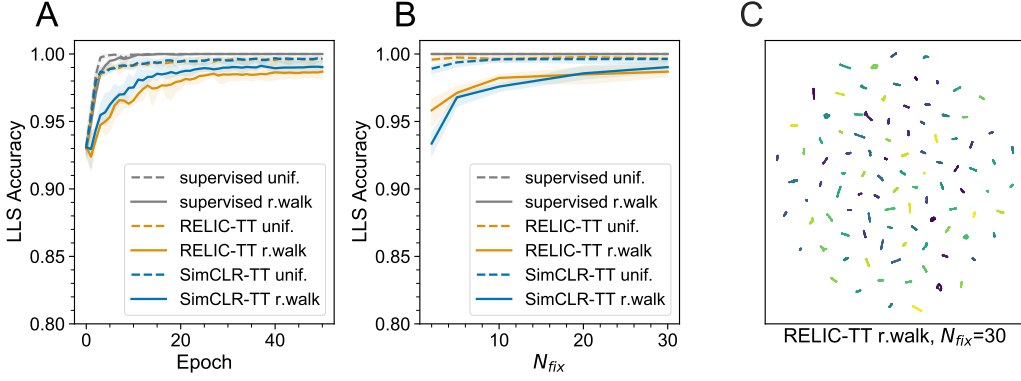 A
LLS Accuracy
1.00
0.95
0.90
0.85
0.80
0
20
40
Epoch
supervised unif.
supervised r.walk
RELIC-TT unif.
RELIC-TT r.walk
SimCLR-TT unif.
SimCLR-TT r.walk
B
LLS Accuracy
1.00
0.95
0.90
0.85
0.80
10
20
30
N_fix
supervised unif.
supervised r.walk
RELIC-TT unif.
RELIC-TT r.walk
SimCLR-TT unif.
SimCLR-TT r.walk
C
RELIC-TT r.walk, N_fix=30